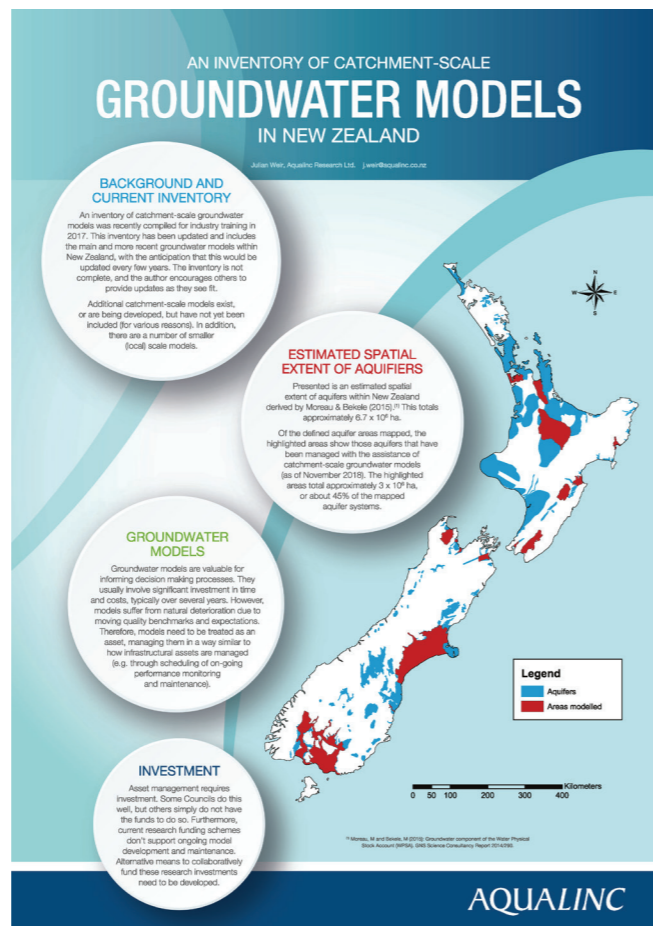 AN INVENTORY OF CATCHMENT-SCALE
GROUNDWATER MODELS
IN NEW ZEALAND
Julian Weir, Aqualinc Research Ltd. j.weir@aqualinc.co.nz
BACKGROUND AND
CURRENT INVENTORY
An inventory of catchment-scale groundwater
models was recently compiled for industry training in
2017. This inventory has been updated and includes
the main and more recent groundwater models within
New Zealand, with the anticipation that this would be
updated every few years. The inventory is not
complete, and the author encourages others to
provide updates as they see fit.
Additional catchment-scale models exist,
or are being developed, but have not yet been
included (for various reasons). In addition,
there are a number of smaller
(local) scale models.
ESTIMATED SPATIAL
EXTENT OF AQUIFIERS
Presented is an estimated spatial
extent of aquifers within New Zealand
derived by Moreau & Bekele (2015).⁽¹⁾ This totals
approximately 6.7 x 10⁶ ha.
Of the defined aquifer areas mapped, the
highlighted areas show those aquifers that have
been managed with the assistance of
catchment-scale groundwater models
(as of November 2018). The highlighted
areas total approximately 3 x 10⁶ ha,
or about 45% of the mapped
aquifer systems.
GROUNDWATER
MODELS
Groundwater models are valuable for
informing decision making processes. They
usually involve significant investment in time
and costs, typically over several years. However,
models suffer from natural deterioration due to
moving quality benchmarks and expectations.
Therefore, models need to be treated as an
asset, managing them in a way similar to
how infrastructural assets are managed
(e.g. through scheduling of on-going
performance monitoring
and maintenance).
INVESTMENT
Asset management requires
investment. Some Councils do this
well, but others simply do not have
the funds to do so. Furthermore,
current research funding schemes
don't support ongoing model
development and maintenance.
Alternative means to collaboratively
fund these research investments
need to be developed.
N
W E
S
Legend
Aquifers
Areas modelled
Kilometers
0 50 100 200 300 400
⁽¹⁾ Moreau, M and Bekele, M (2015): Groundwater component of the Water Physical
Stock Account (WPSA), GNS Science Consultancy Report 2014/290.
AQUALINC